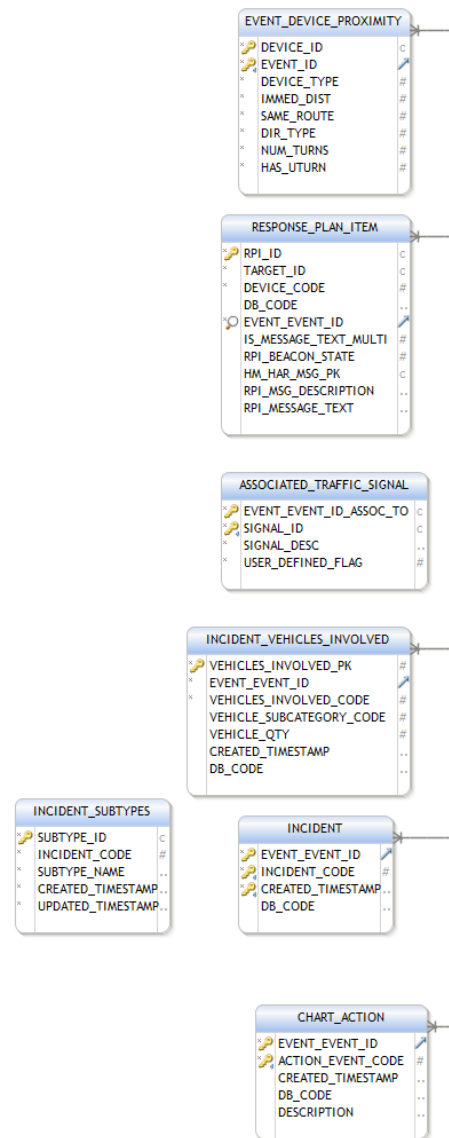 EVENT_DEVICE_PROXIMITY
DEVICE_ID c
EVENT_ID
DEVICE_TYPE #
IMMED_DIST #
SAME_ROUTE #
DIR_TYPE #
NUM_TURNS #
HAS_UTURN #
RESPONSE_PLAN_ITEM
RPI_ID c
TARGET_ID c
DEVICE_CODE #
DB_CODE ..
EVENT_EVENT_ID
IS_MESSAGE_TEXT_MULTI #
RPI_BEACON_STATE #
HM_HAR_MSG_PK c
RPI_MSG_DESCRIPTION ..
RPI_MESSAGE_TEXT ..
ASSOCIATED_TRAFFIC_SIGNAL
EVENT_EVENT_ID_ASSOC_TO c
SIGNAL_ID c
SIGNAL_DESC ..
USER_DEFINED_FLAG #
INCIDENT_VEHICLES_INVOLVED
VEHICLES_INVOLVED_PK #
EVENT_EVENT_ID
VEHICLES_INVOLVED_CODE #
VEHICLE_SUBCATEGORY_CODE #
VEHICLE_QTY #
CREATED_TIMESTAMP ..
DB_CODE ..
INCIDENT_SUBTYPES
SUBTYPE_ID c
INCIDENT_CODE #
SUBTYPE_NAME ..
CREATED_TIMESTAMP ..
UPDATED_TIMESTAMP ..
INCIDENT
EVENT_EVENT_ID
INCIDENT_CODE #
CREATED_TIMESTAMP ..
DB_CODE ..
CHART_ACTION
EVENT_EVENT_ID
ACTION_EVENT_CODE #
CREATED_TIMESTAMP ..
DB_CODE ..
DESCRIPTION ..